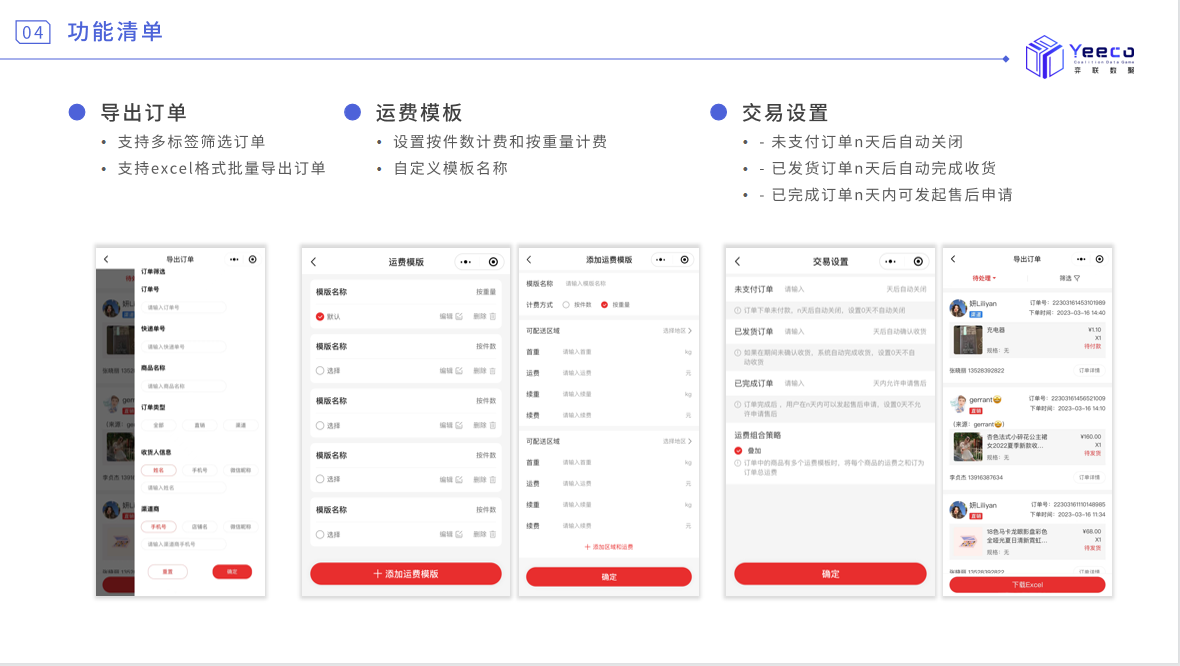 04 功能清单
Yeeco
Coalition Data Game
弈 联 数 据
导出订单
• 支持多标签筛选订单
• 支持excel格式批量导出订单
运费模板
• 设置按件数计费和按重量计费
• 自定义模板名称
交易设置
• - 未支付订单n天后自动关闭
• - 已发货订单n天后自动完成收货
• - 已完成订单n天内可发起售后申请
导出订单
订单筛选
订单号
请输入订单号
快递单号
请输入快递单号
商品名称
请输入商品名称
订单类型
全部 直销 渠道
收货人信息
姓名 手机号 微信昵称
请输入姓名
渠道商
手机号 店铺名 微信昵称
请输入渠道商手机号
重置 确定
运费模版
模版名称 按重量
默认 编辑 删除
模版名称 按件数
选择 编辑 删除
模版名称 按件数
选择 编辑 删除
模版名称 按件数
选择 编辑 删除
模版名称 按件数
选择 编辑 删除
+ 添加运费模版
添加运费模版
模版名称 请输入模版名称
计费方式 按件数 按重量
可配送区域 选择地区
首重 请输入首重 kg
运费 请输入运费 元
续重 请输入续重 kg
续费 请输入续费 元
可配送区域 选择地区
首重 请输入首重 kg
运费 请输入运费 元
续重 请输入续重 kg
续费 请输入续费 元
+ 添加区域和运费
确定
交易设置
未支付订单 请输入 天后自动关闭
订单下单未付款，n天后自动关闭，设置0天不自动关闭
已发货订单 请输入 天后自动确认收货
如果在期间未确认收货，系统自动完成收货，设置0天不自
动收货
已完成订单 请输入 天内允许申请售后
订单完成后，用户在n天内可以发起售后申请，设置0天不允
许申请售后
运费组合策略
叠加
订单中的商品有多个运费模板时，将每个商品的运费之和订为
订单总运费
确定
导出订单
待处理 筛选
妍Liliyan 订单号：22303161453101989
渠道 下单时间：2023-03-16 14:40
充电器 ¥1.10
X1
规格：无 待付款
张晓丽 13528392822 订单详情
gerrant 订单号：22303161456521009
直销 下单时间：2023-03-16 14:10
(来源：gerrant)
杏色法式小碎花公主裙 ¥160.00
女2022夏季新款收... X1
规格：无 待发货
李贞杰 13916387634 订单详情
妍Liliyan 订单号：22303161110148985
直销 下单时间：2023-03-16 11:34
18色马卡龙眼影盘彩色 ¥68.00
全哑光夏日清新霓虹... X1
规格：无 待发货
张晓丽 13528392822 订单详情
下载Excel